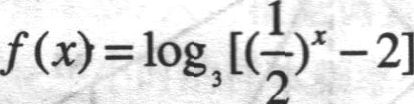 f(x) = log₃[(1/2)ˣ − 2]